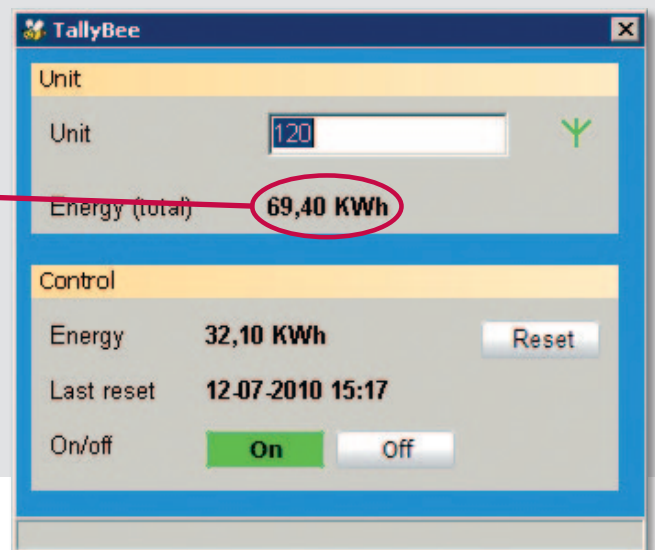 TallyBee
Unit
Unit 120
Energy (total) 69,40 KWh
Control
Energy 32,10 KWh Reset
Last reset 12-07-2010 15:17
On/off On Off